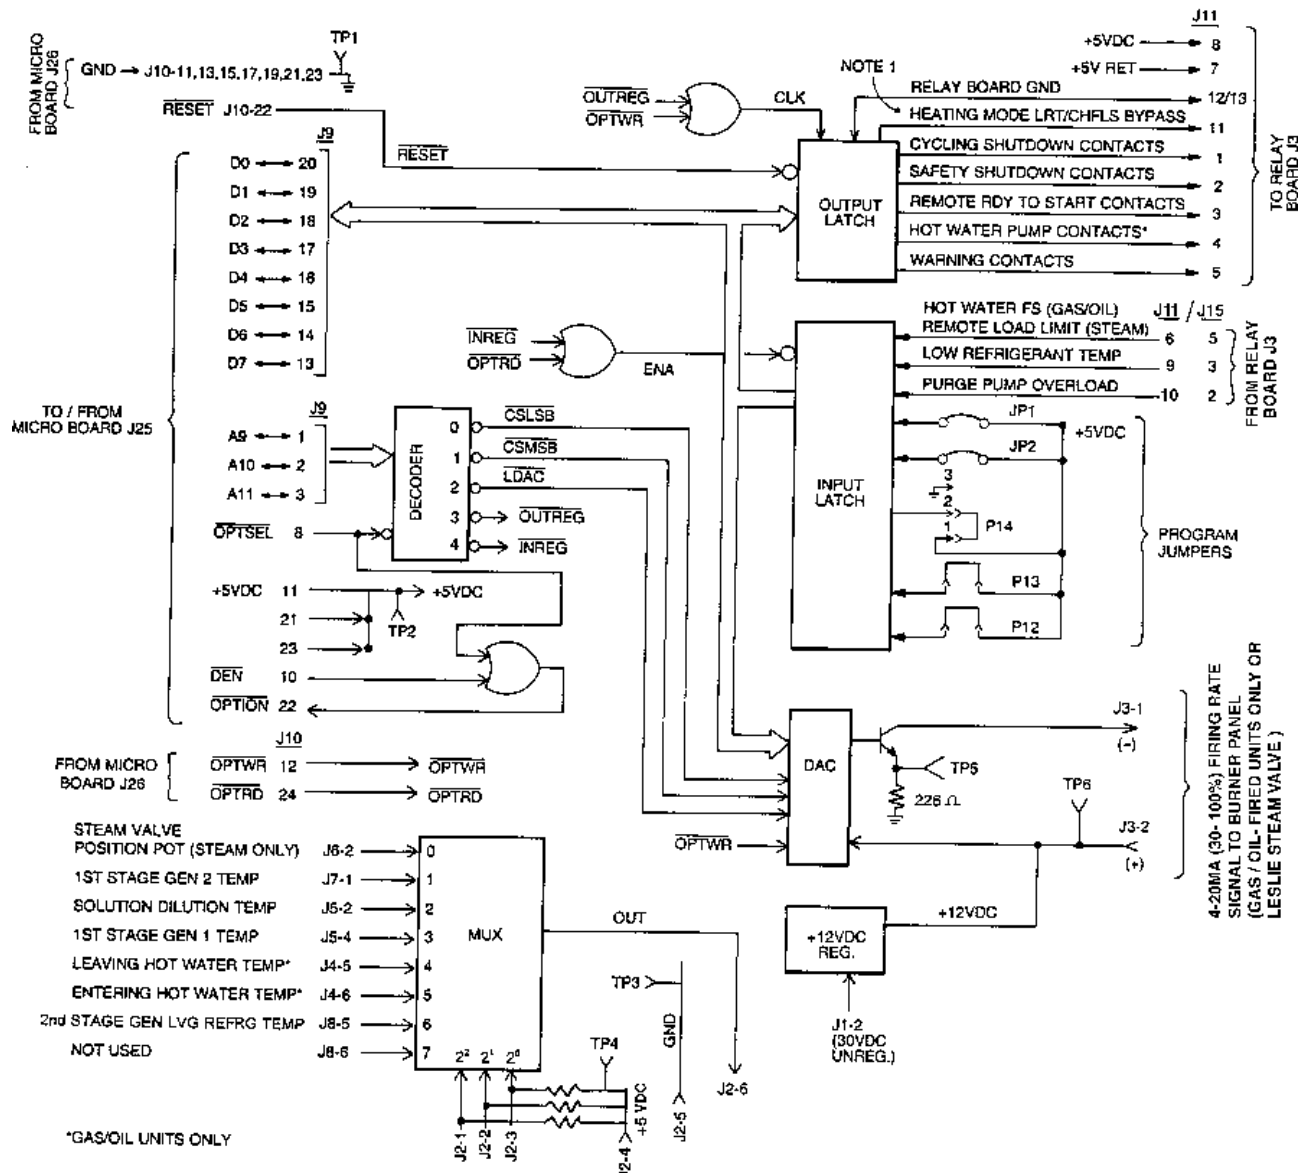 FROM MICRO
BOARD J26
GND → J10-11,13,15,17,19,21,23
TP1
RESET J10-22
J9
D0 20
D1 19
D2 18
D3 17
D4 16
D5 15
D6 14
D7 13
TO / FROM
MICRO BOARD J25
J9
A9 1
A10 2
A11 3
OPTSEL 8
+5VDC 11
+5VDC
21
23
TP2
DEN 10
OPTION 22
FROM MICRO
BOARD J26
J10
OPTWR 12
OPTWR
OPTRD 24
OPTRD
RESET
OUTREG
OPTWR
CLK
NOTE 1
OUTPUT
LATCH
J11
+5VDC 8
+5V RET 7
RELAY BOARD GND 12/13
HEATING MODE LRT/CHFLS BYPASS 11
CYCLING SHUTDOWN CONTACTS 1
SAFETY SHUTDOWN CONTACTS 2
REMOTE RDY TO START CONTACTS 3
HOT WATER PUMP CONTACTS* 4
WARNING CONTACTS 5
TO RELAY
BOARD J3
INREG
OPTRD
ENA
DECODER
0
1
2
3
4
CSLSB
CSMSB
LDAC
OUTREG
INREG
HOT WATER FS (GAS/OIL)
J11 / J15
REMOTE LOAD LIMIT (STEAM) 6 5
LOW REFRIGERANT TEMP 9 3
PURGE PUMP OVERLOAD 10 2
FROM RELAY
BOARD J3
INPUT
LATCH
JP1
+5VDC
JP2
3
2
1
P14
P13
P12
PROGRAM
JUMPERS
DAC
OPTWR
TP5
226 Ω
J3-1
(–)
TP6
J3-2
(+)
4-20MA (30-100%) FIRING RATE
SIGNAL TO BURNER PANEL
(GAS / OIL- FIRED UNITS ONLY OR
LESLIE STEAM VALVE )
+12VDC
+12VDC
REG.
J1-2
(30VDC
UNREG.)
STEAM VALVE
POSITION POT (STEAM ONLY) J6-2 0
1ST STAGE GEN 2 TEMP J7-1 1
SOLUTION DILUTION TEMP J5-2 2
1ST STAGE GEN 1 TEMP J5-4 3
LEAVING HOT WATER TEMP* J4-5 4
ENTERING HOT WATER TEMP* J4-6 5
2nd STAGE GEN LVG REFRG TEMP J8-5 6
NOT USED J8-6 7
MUX
2² 2¹ 2⁰
OUT
TP3
GND
TP4
+5 VDC
J2-1
J2-2
J2-3
J2-4
J2-5
J2-6
*GAS/OIL UNITS ONLY